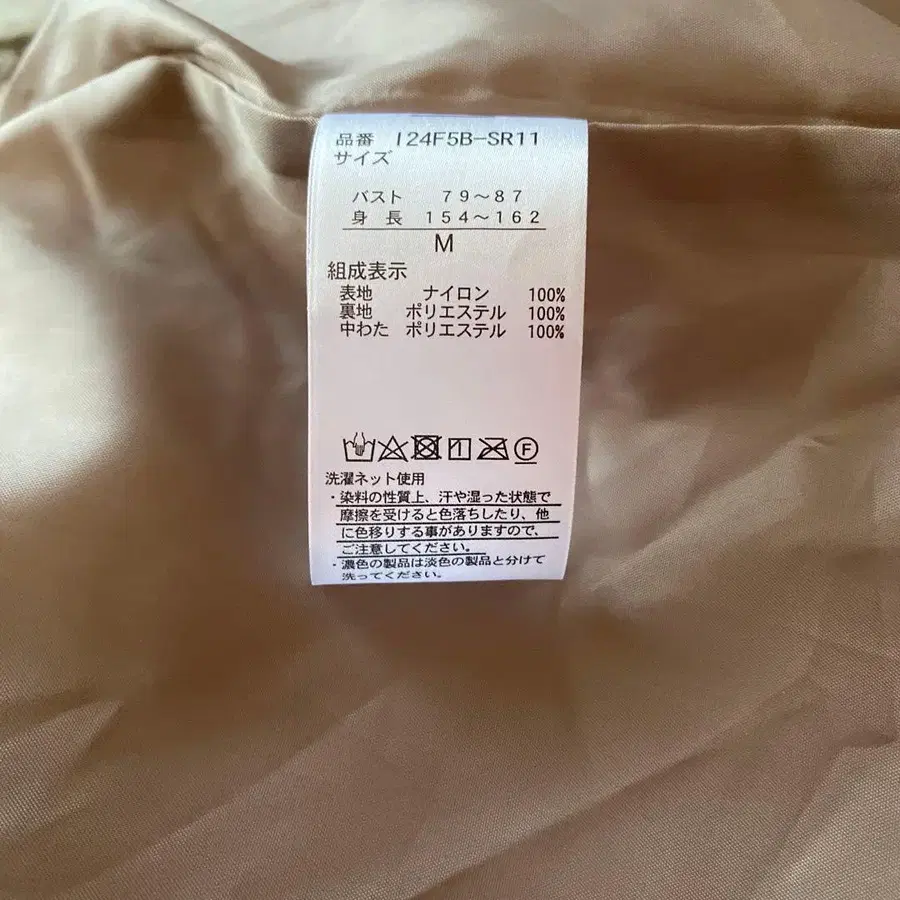 品番 I24F5B-SR11
サイズ
バスト 79～87
身長 154～162
M
組成表示
表地 ナイロン 100%
裏地 ポリエステル 100%
中わた ポリエステル 100%
F
洗濯ネット使用
・染料の性質上、汗や湿った状態で
摩擦を受けると色落ちしたり、他
に色移りする事がありますので、
ご注意してください。
・濃色の製品は淡色の製品と分けて
洗ってください。